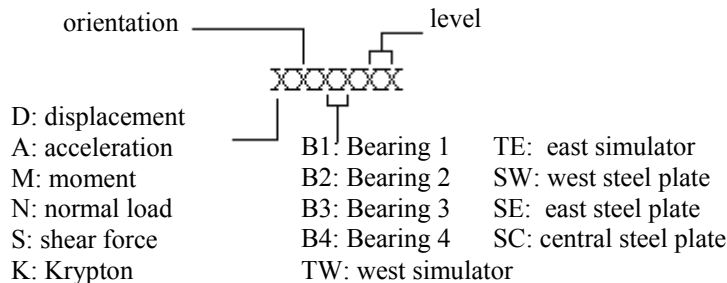 orientation level
D: displacement
A: acceleration B1: Bearing 1 TE: east simulator
M: moment B2: Bearing 2 SW: west steel plate
N: normal load B3: Bearing 3 SE: east steel plate
S: shear force B4: Bearing 4 SC: central steel plate
K: Krypton TW: west simulator